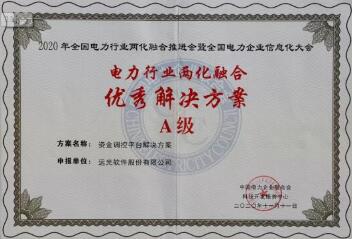 2020年全国电力行业两化融合推进会暨全国电力企业信息化大会
电力行业两化融合
优秀解决方案
A级
方案名称：资金调控平台解决方案
申报单位：远光软件股份有限公司
中国电力企业联合会
科技开发服务中心
二〇二〇年十一月十一日